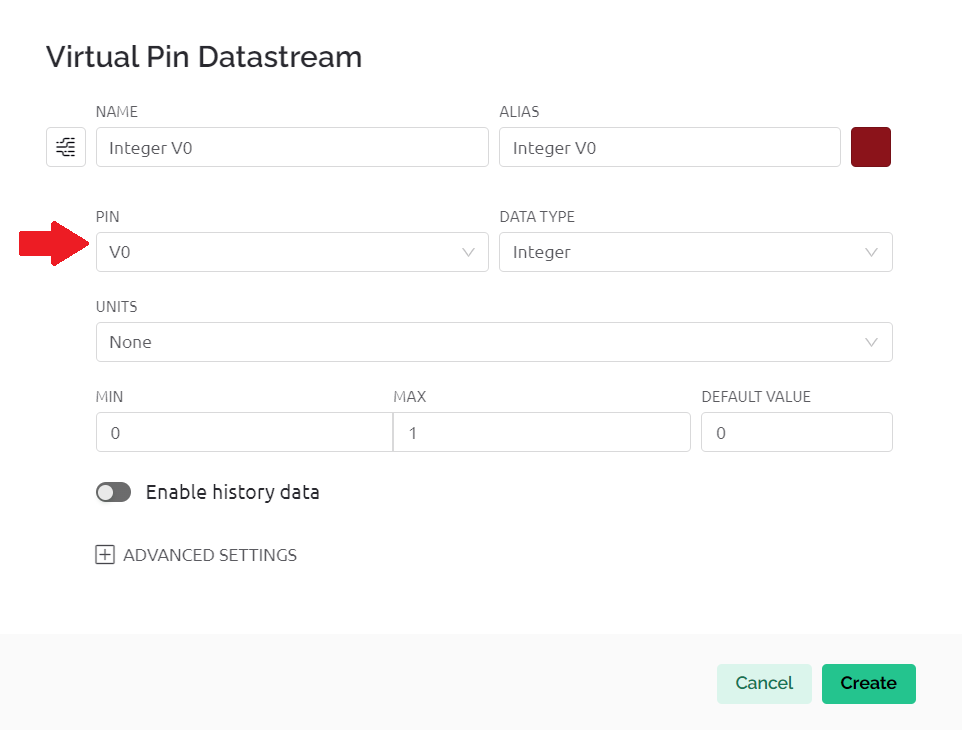 Virtual Pin Datastream
NAME
ALIAS
Integer V0
Integer V0
PIN
DATA TYPE
V0
Integer
UNITS
None
MIN
MAX
DEFAULT VALUE
0
1
0
Enable history data
ADVANCED SETTINGS
Cancel
Create